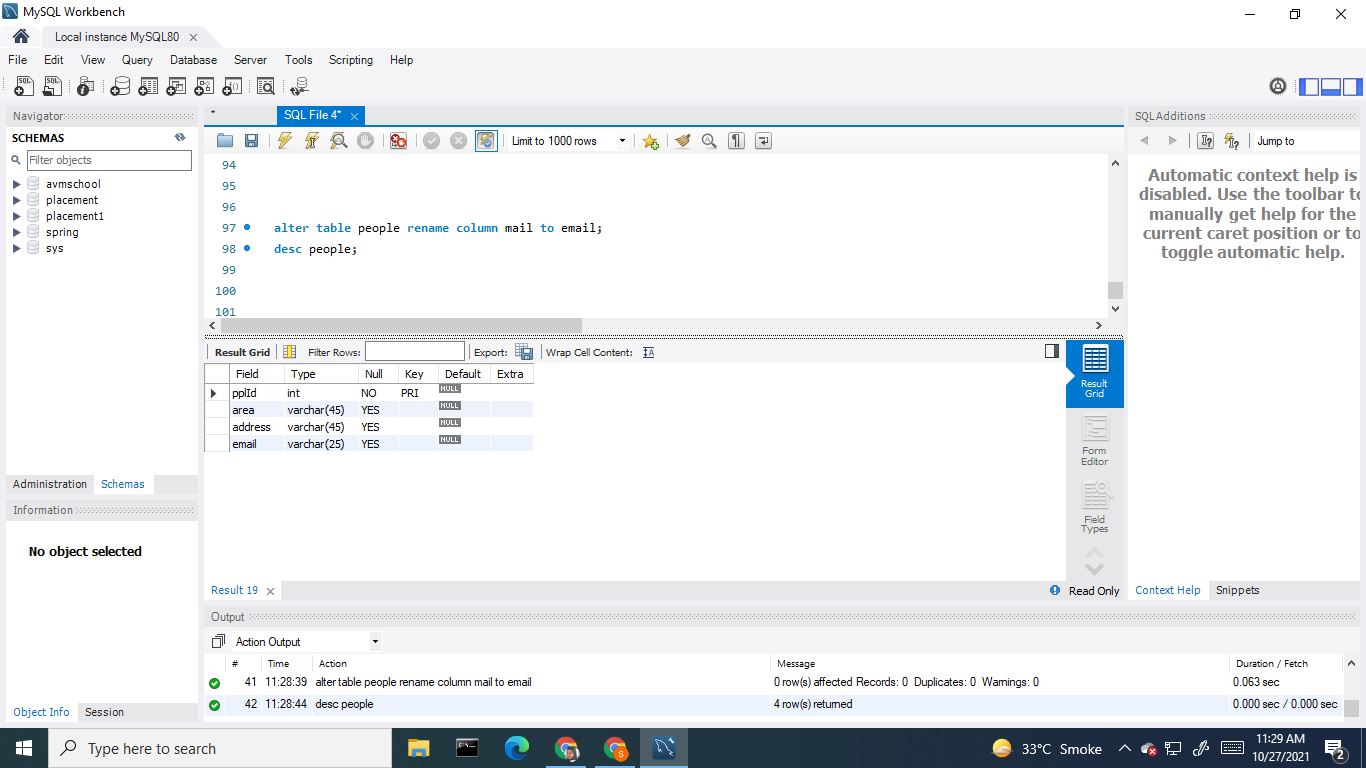 MySQL Workbench
Local instance MySQL80
File Edit View Query Database Server Tools Scripting Help
Navigator
SCHEMAS
Filter objects
avmschool
placement
placement1
spring
sys
Administration Schemas
Information
No object selected
Object Info Session
* SQL File 4*
Limit to 1000 rows
94
95
96
97 alter table people rename column mail to email;
98 desc people;
99
100
101
Result Grid Filter Rows: Export: Wrap Cell Content:
Field Type Null Key Default Extra
pplId int NO PRI NULL
area varchar(45) YES NULL
address varchar(45) YES NULL
email varchar(25) YES NULL
Result Grid
Form Editor
Field Types
Result 19
Read Only
SQLAdditions
Jump to
Automatic context help is
disabled. Use the toolbar to
manually get help for the
current caret position or to
toggle automatic help.
Context Help Snippets
Output
Action Output
# Time Action Message Duration / Fetch
41 11:28:39 alter table people rename column mail to email 0 row(s) affected Records: 0 Duplicates: 0 Warnings: 0 0.063 sec
42 11:28:44 desc people 4 row(s) returned 0.000 sec / 0.000 sec
Type here to search
33°C Smoke
11:29 AM
10/27/2021
2